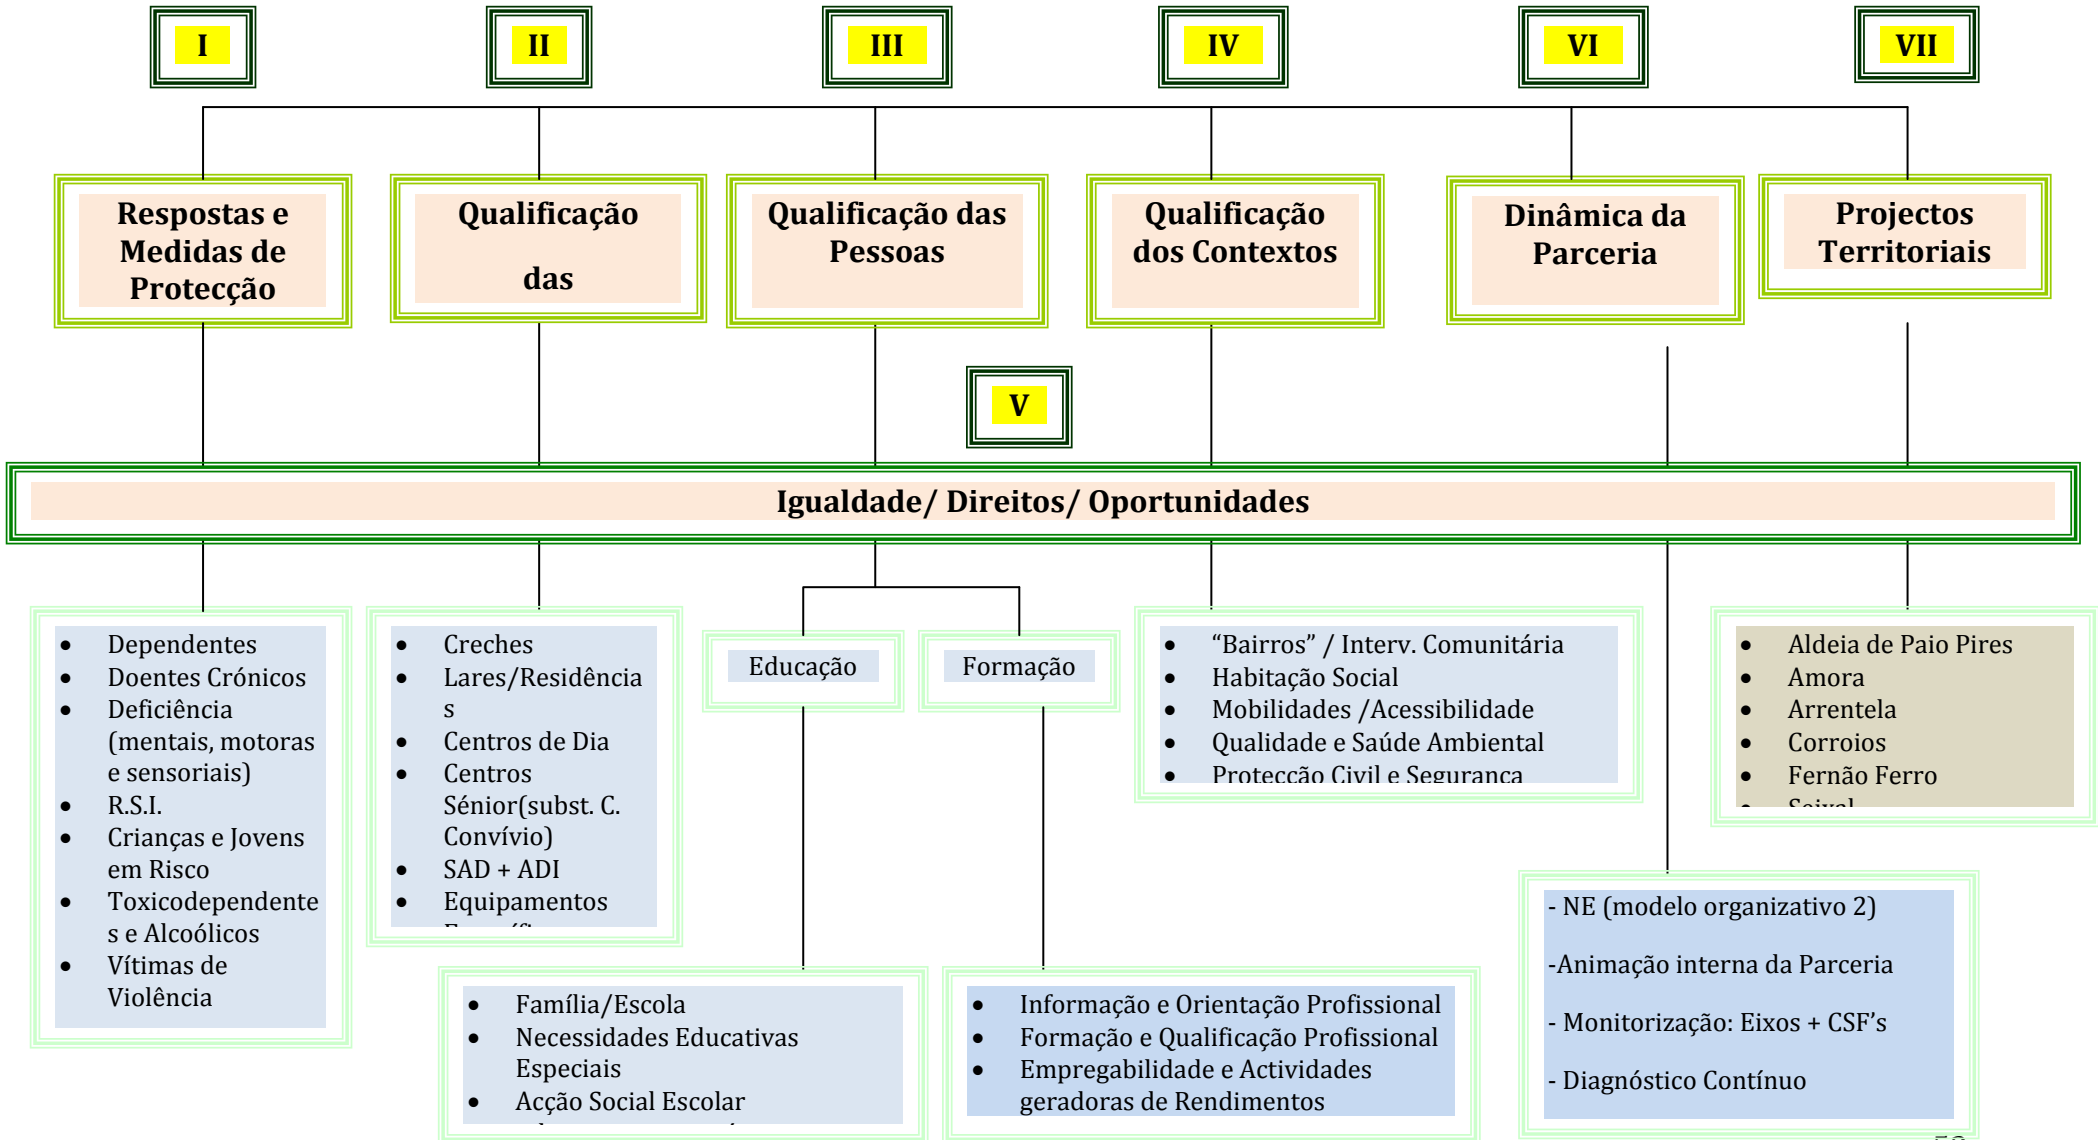 I
II
III
IV
VI
VII
Respostas e
Medidas de
Protecção
Qualificação
das
Qualificação das
Pessoas
Qualificação
dos Contextos
Dinâmica da
Parceria
Projectos
Territoriais
V
Igualdade/ Direitos/ Oportunidades
• Dependentes
• Doentes Crónicos
• Deficiência
(mentais, motoras
e sensoriais)
• R.S.I.
• Crianças e Jovens
em Risco
• Toxicodependente
s e Alcoólicos
• Vítimas de
Violência
• Creches
• Lares/Residência
s
• Centros de Dia
• Centros
Sénior(subst. C.
Convívio)
• SAD + ADI
• Equipamentos
Educação
Formação
• “Bairros” / Interv. Comunitária
• Habitação Social
• Mobilidades /Acessibilidade
• Qualidade e Saúde Ambiental
• Protecção Civil e Segurança
• Aldeia de Paio Pires
• Amora
• Arrentela
• Corroios
• Fernão Ferro
• Seixal
• Família/Escola
• Necessidades Educativas
Especiais
• Acção Social Escolar
• Informação e Orientação Profissional
• Formação e Qualificação Profissional
• Empregabilidade e Actividades
geradoras de Rendimentos
- NE (modelo organizativo 2)
-Animação interna da Parceria
- Monitorização: Eixos + CSF’s
- Diagnóstico Contínuo